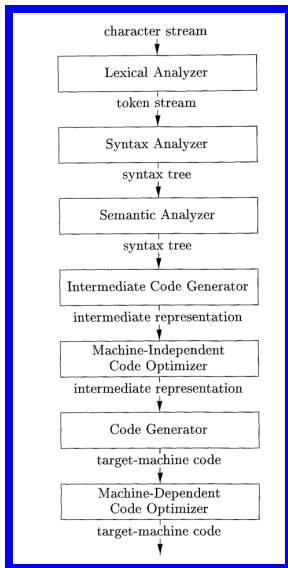 character stream
Lexical Analyzer
token stream
Syntax Analyzer
syntax tree
Semantic Analyzer
syntax tree
Intermediate Code Generator
intermediate representation
Machine-Independent
Code Optimizer
intermediate representation
Code Generator
target-machine code
Machine-Dependent
Code Optimizer
target-machine code